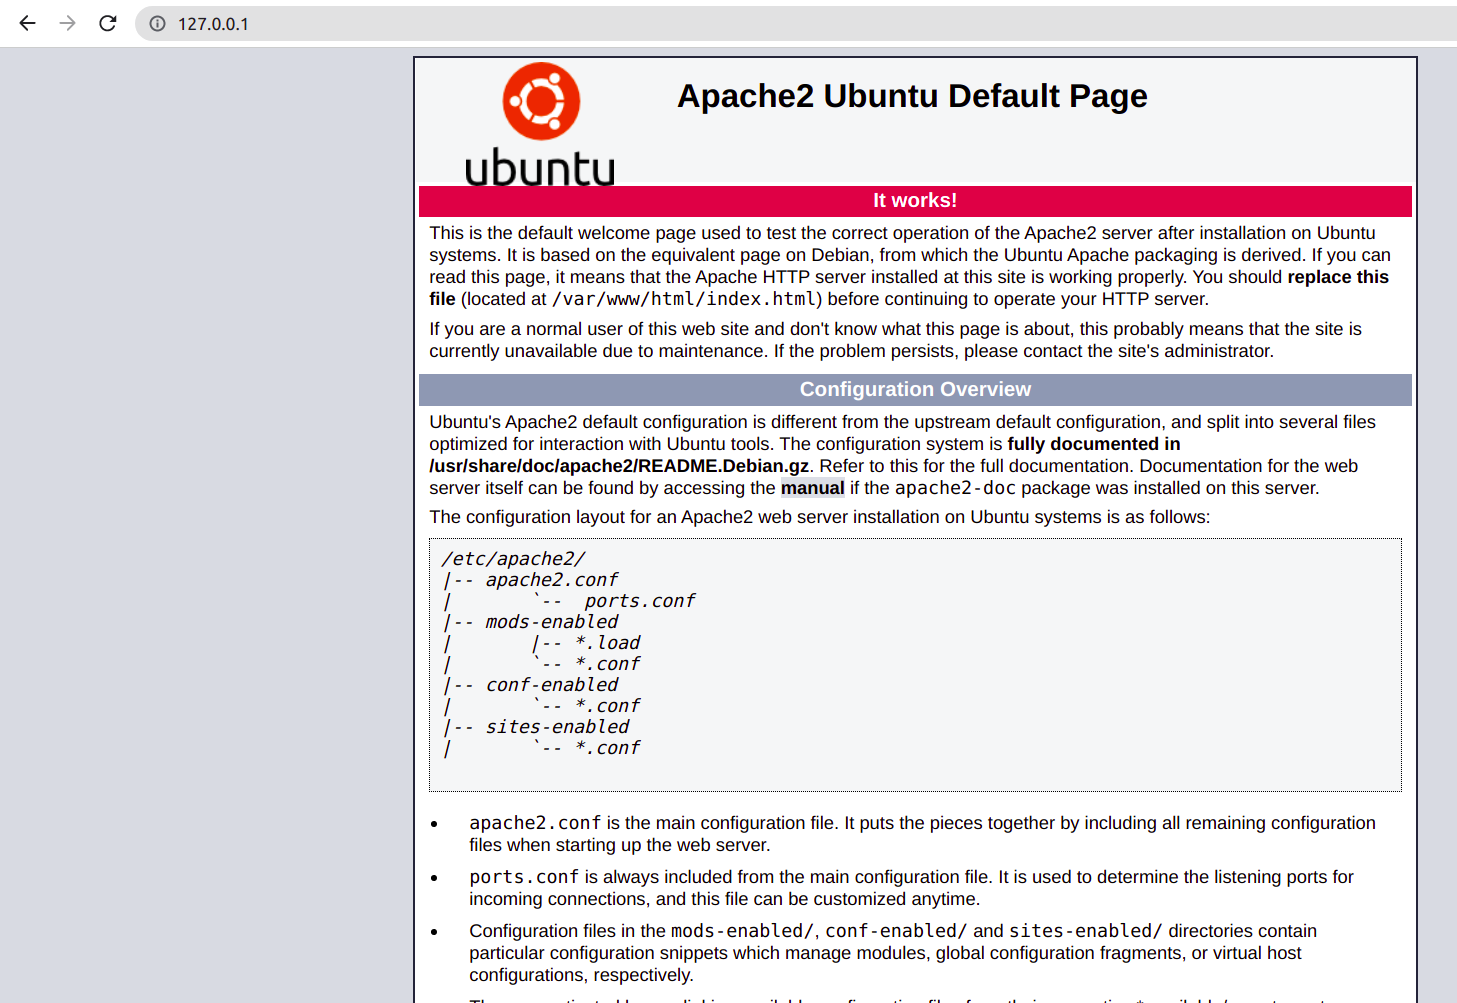 127.0.0.1
ubuntu
Apache2 Ubuntu Default Page
It works!
This is the default welcome page used to test the correct operation of the Apache2 server after installation on Ubuntu
systems. It is based on the equivalent page on Debian, from which the Ubuntu Apache packaging is derived. If you can
read this page, it means that the Apache HTTP server installed at this site is working properly. You should replace this
file (located at /var/www/html/index.html) before continuing to operate your HTTP server.
If you are a normal user of this web site and don't know what this page is about, this probably means that the site is
currently unavailable due to maintenance. If the problem persists, please contact the site's administrator.
Configuration Overview
Ubuntu's Apache2 default configuration is different from the upstream default configuration, and split into several files
optimized for interaction with Ubuntu tools. The configuration system is fully documented in
/usr/share/doc/apache2/README.Debian.gz. Refer to this for the full documentation. Documentation for the web
server itself can be found by accessing the manual if the apache2-doc package was installed on this server.
The configuration layout for an Apache2 web server installation on Ubuntu systems is as follows:
/etc/apache2/
|-- apache2.conf
|       `--  ports.conf
|-- mods-enabled
|       |-- *.load
|       `-- *.conf
|-- conf-enabled
|       `-- *.conf
|-- sites-enabled
|       `-- *.conf
• apache2.conf is the main configuration file. It puts the pieces together by including all remaining configuration
files when starting up the web server.
• ports.conf is always included from the main configuration file. It is used to determine the listening ports for
incoming connections, and this file can be customized anytime.
• Configuration files in the mods-enabled/, conf-enabled/ and sites-enabled/ directories contain
particular configuration snippets which manage modules, global configuration fragments, or virtual host
configurations, respectively.